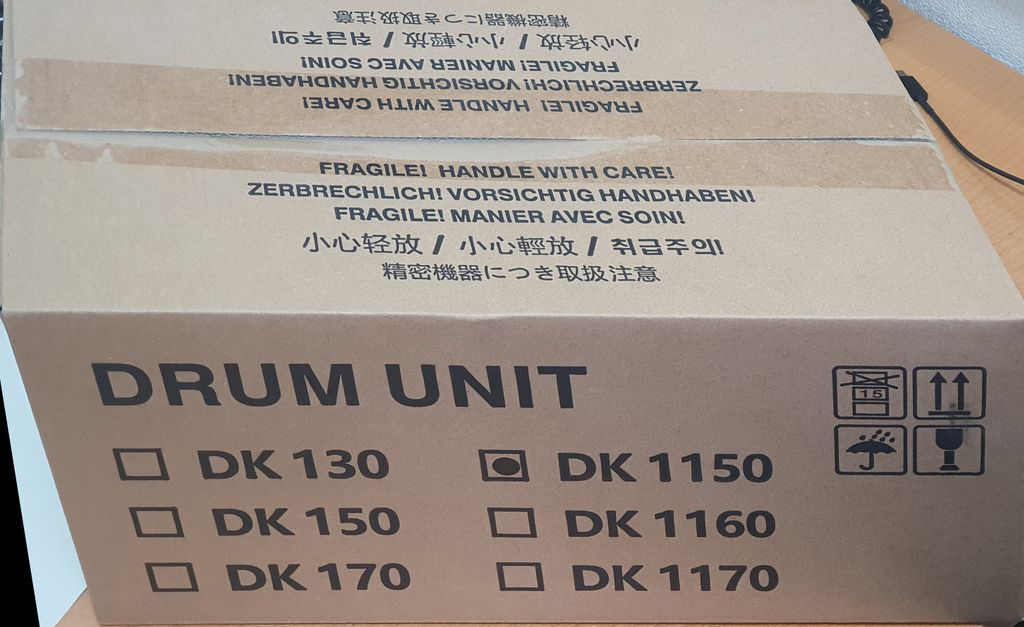 精密機器につき取扱注意
小心轻放 / 小心輕放 / 취급주의!
FRAGILE! MANIER AVEC SOIN!
ZERBRECHLICH! VORSICHTIG HANDHABEN!
FRAGILE! HANDLE WITH CARE!
FRAGILE! HANDLE WITH CARE!
ZERBRECHLICH! VORSICHTIG HANDHABEN!
FRAGILE! MANIER AVEC SOIN!
小心轻放 / 小心輕放 / 취급주의!
精密機器につき取扱注意
DRUM UNIT
15
DK 130
DK 1150
DK 150
DK 1160
DK 170
DK 1170